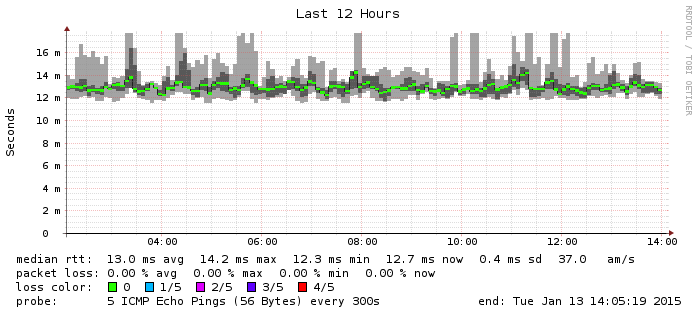 Last 12 Hours
RRDTOOL / TOBI OETIKER
Seconds
16 m
14 m
12 m
10 m
8 m
6 m
4 m
2 m
0
04:00 06:00 08:00 10:00 12:00 14:00
median rtt: 13.0 ms avg 14.2 ms max 12.3 ms min 12.7 ms now 0.4 ms sd 37.0 am/s
packet loss: 0.00 % avg 0.00 % max 0.00 % min 0.00 % now
loss color: 0 1/5 2/5 3/5 4/5
probe: 5 ICMP Echo Pings (56 Bytes) every 300s end: Tue Jan 13 14:05:19 2015